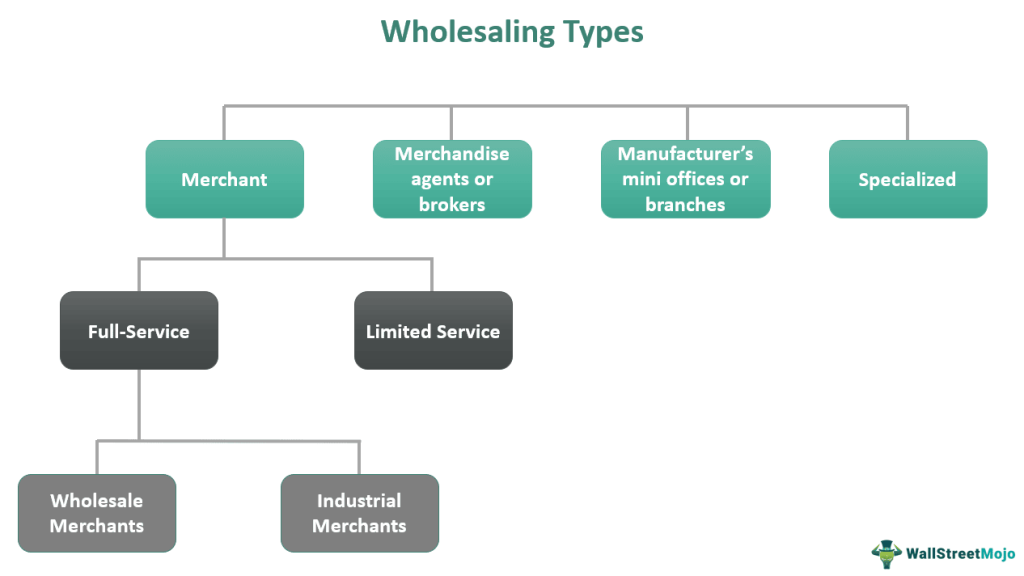 Wholesaling Types
Merchant
Merchandise
agents or
brokers
Manufacturer’s
mini offices or
branches
Specialized
Full-Service
Limited Service
Wholesale
Merchants
Industrial
Merchants
WallStreetMojo